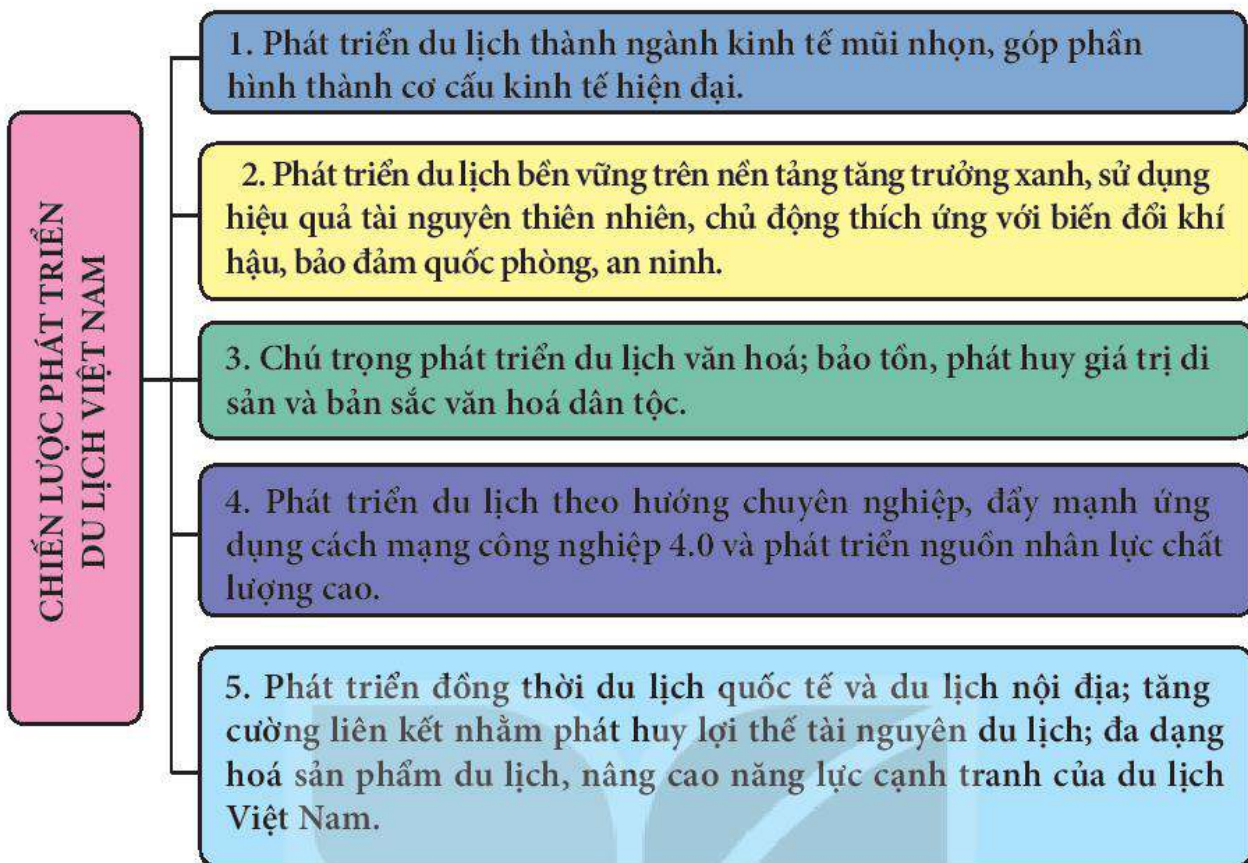 CHIẾN LƯỢC PHÁT TRIỂN
DU LỊCH VIỆT NAM
1. Phát triển du lịch thành ngành kinh tế mũi nhọn, góp phần
hình thành cơ cấu kinh tế hiện đại.
2. Phát triển du lịch bền vững trên nền tảng tăng trưởng xanh, sử dụng
hiệu quả tài nguyên thiên nhiên, chủ động thích ứng với biến đổi khí
hậu, bảo đảm quốc phòng, an ninh.
3. Chú trọng phát triển du lịch văn hoá; bảo tồn, phát huy giá trị di
sản và bản sắc văn hoá dân tộc.
4. Phát triển du lịch theo hướng chuyên nghiệp, đẩy mạnh ứng
dụng cách mạng công nghiệp 4.0 và phát triển nguồn nhân lực chất
lượng cao.
5. Phát triển đồng thời du lịch quốc tế và du lịch nội địa; tăng
cường liên kết nhằm phát huy lợi thế tài nguyên du lịch; đa dạng
hoá sản phẩm du lịch, nâng cao năng lực cạnh tranh của du lịch
Việt Nam.